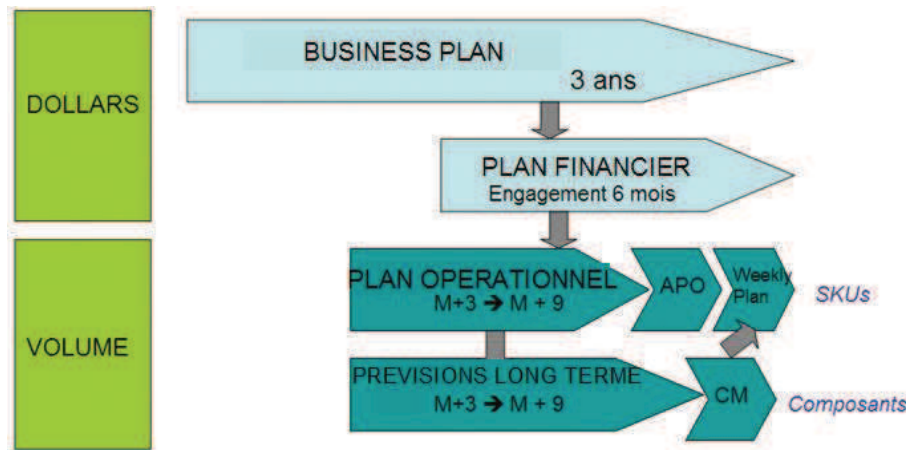 DOLLARS
BUSINESS PLAN
3 ans
PLAN FINANCIER
Engagement 6 mois
VOLUME
PLAN OPERATIONNEL
M+3 ➔ M + 9
APO
Weekly
Plan
SKUs
PREVISIONS LONG TERME
M+3 ➔ M + 9
CM
Composants